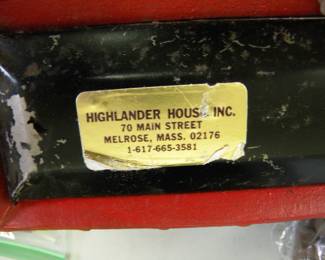 HIGHLANDER HOUSE, INC.
70 MAIN STREET
MELROSE, MASS. 02176
1-617-665-3581